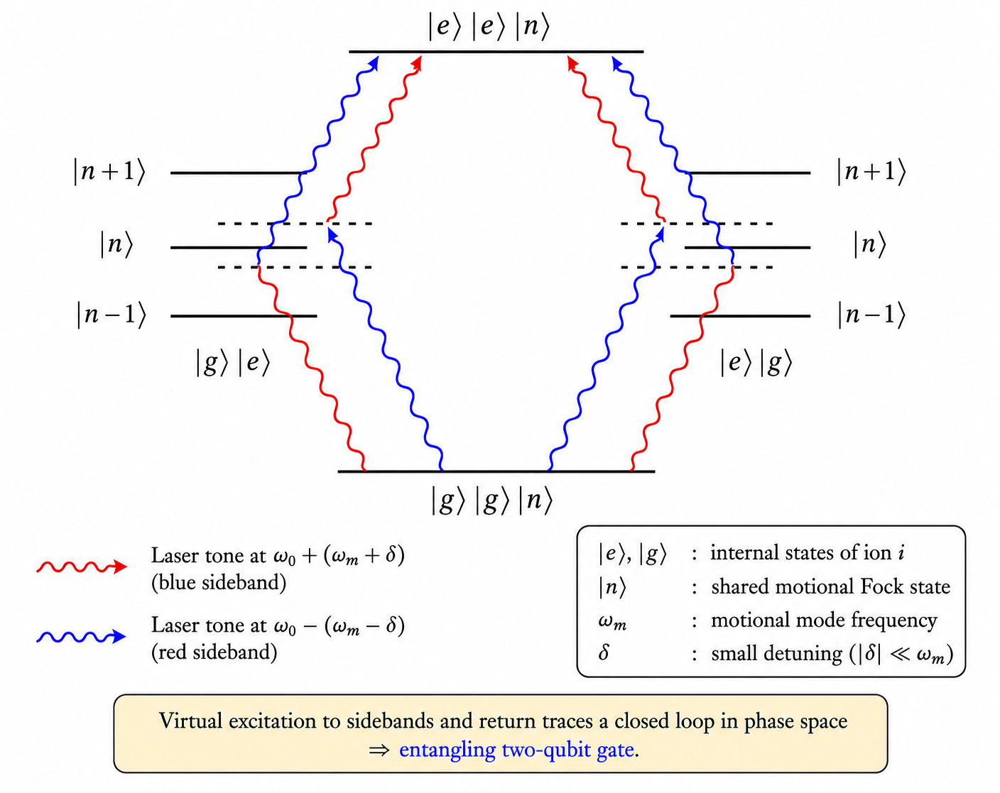 |e⟩ |e⟩ |n⟩
|n+1⟩
|n+1⟩
|n⟩
|n⟩
|n−1⟩
|n−1⟩
|g⟩ |e⟩
|e⟩ |g⟩
|g⟩ |g⟩ |n⟩
Laser tone at ω₀ + (ωₘ + δ)
(blue sideband)
Laser tone at ω₀ − (ωₘ − δ)
(red sideband)
|e⟩, |g⟩ : internal states of ion i
|n⟩ : shared motional Fock state
ωₘ : motional mode frequency
δ : small detuning (|δ| ≪ ωₘ)
Virtual excitation to sidebands and return traces a closed loop in phase space
⇒ entangling two-qubit gate.